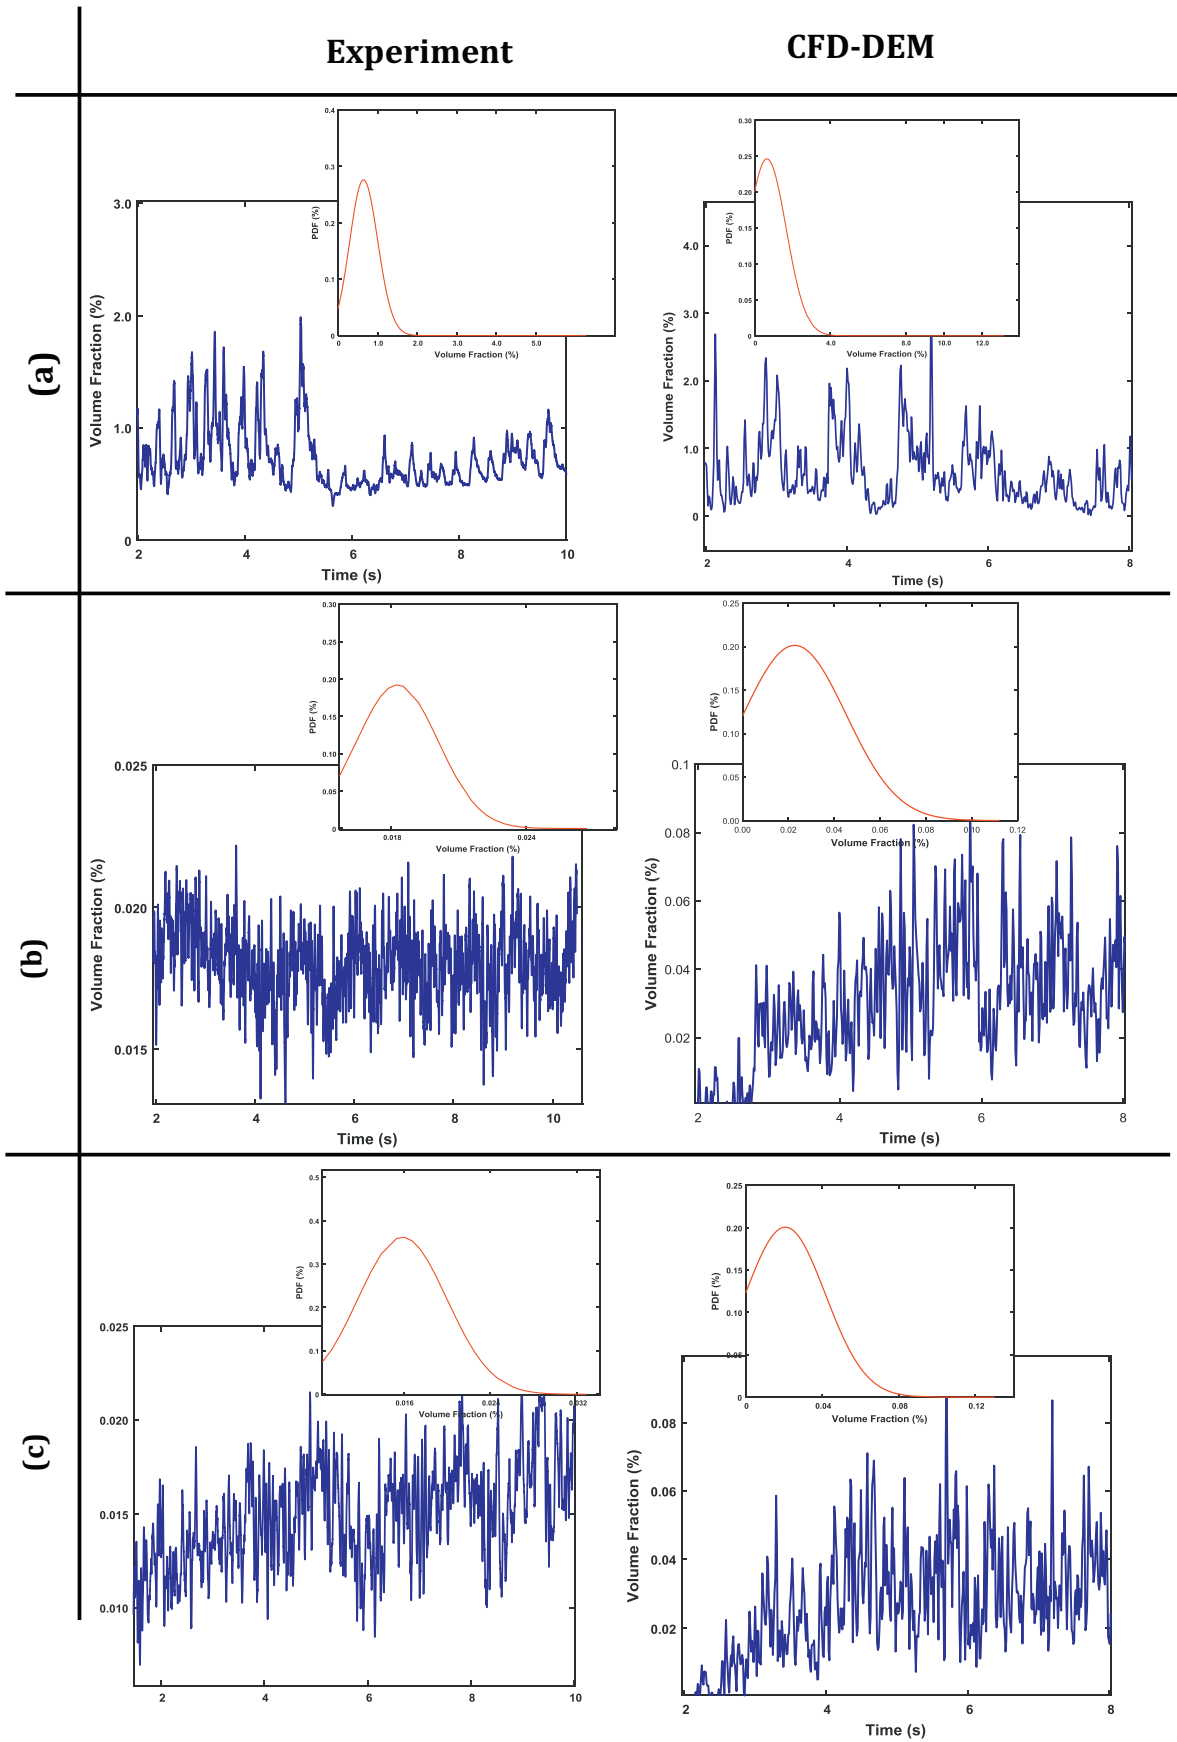 Experiment
CFD-DEM
(a)
0.4
0.3
0.2
0.1
0
PDF (%)
0 1.0 2.0 3.0 4.0 5.0
Volume Fraction (%)
3.0
2.0
1.0
0
Volume Fraction (%)
2 4 6 8 10
Time (s)
0.30
0.25
0.20
0.15
0.10
0.05
0
PDF (%)
0 4.0 8.0 10.0 12.0
Volume Fraction (%)
4.0
3.0
2.0
1.0
0
Volume Fraction (%)
2 4 6 8
Time (s)
(b)
0.30
0.25
0.20
0.15
0.10
0.05
0
PDF (%)
0.018 0.024
Volume Fraction (%)
0.025
0.020
0.015
Volume Fraction (%)
2 4 6 8 10
Time (s)
0.25
0.20
0.15
0.10
0.05
0.00
PDF (%)
0.00 0.02 0.04 0.06 0.08 0.10 0.12
Volume Fraction (%)
0.1
0.08
0.06
0.04
0.02
Volume Fraction (%)
2 4 6 8
Time (s)
(c)
0.5
0.4
0.3
0.2
0.1
0
PDF (%)
0.016 0.024 0.032
Volume Fraction (%)
0.025
0.020
0.015
0.010
Volume Fraction (%)
2 4 6 8 10
0.25
0.20
0.15
0.10
0.05
0
PDF (%)
0 0.04 0.08 0.12
Volume Fraction (%)
0.08
0.06
0.04
0.02
Volume Fraction (%)
2 4 6 8
Time (s)